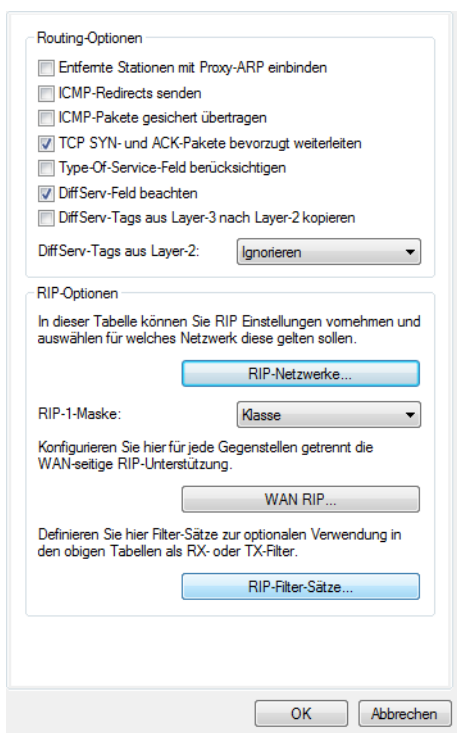 Routing-Optionen
Entfernte Stationen mit Proxy-ARP einbinden
ICMP-Redirects senden
ICMP-Pakete gesichert übertragen
TCP SYN- und ACK-Pakete bevorzugt weiterleiten
Type-Of-Service-Feld berücksichtigen
DiffServ-Feld beachten
DiffServ-Tags aus Layer-3 nach Layer-2 kopieren
DiffServ-Tags aus Layer-2: Ignorieren
RIP-Optionen
In dieser Tabelle können Sie RIP Einstellungen vornehmen und
auswählen für welches Netzwerk diese gelten sollen.
RIP-Netzwerke...
RIP-1-Maske: Klasse
Konfigurieren Sie hier für jede Gegenstellen getrennt die
WAN-seitige RIP-Unterstützung.
WAN RIP...
Definieren Sie hier Filter-Sätze zur optionalen Verwendung in
den obigen Tabellen als RX- oder TX-Filter.
RIP-Filter-Sätze...
OK Abbrechen